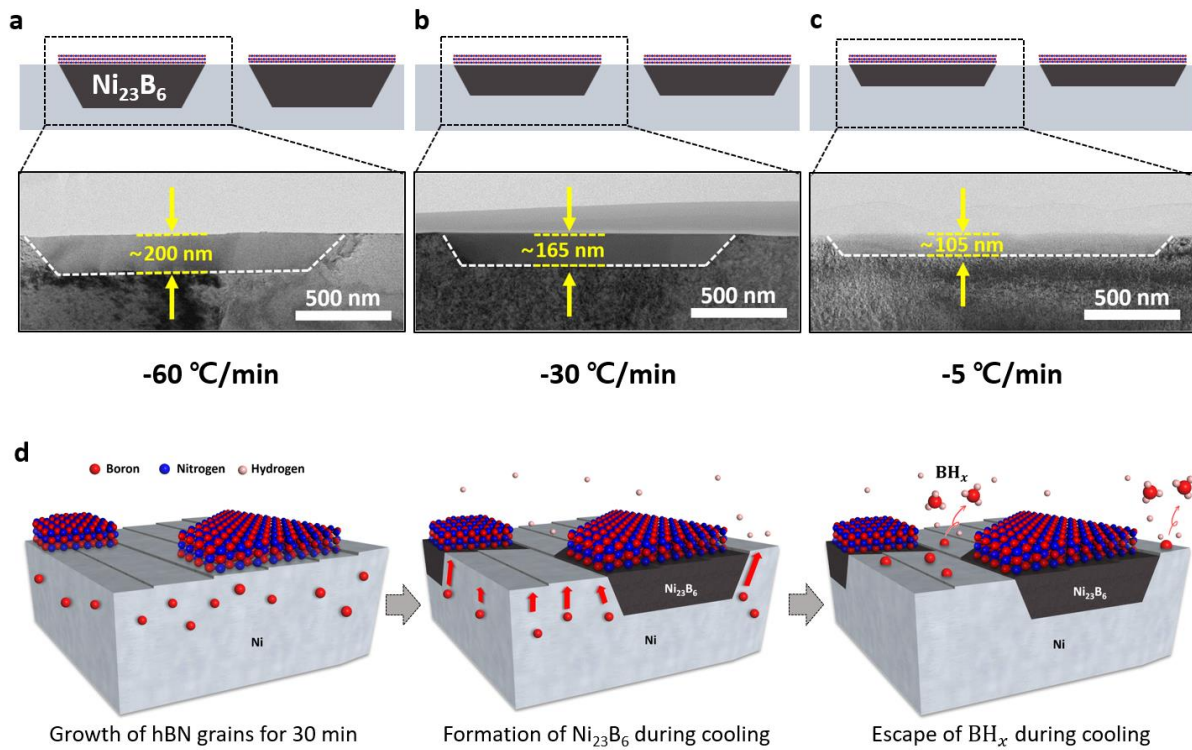 a
b
c
Ni₂₃B₆
~200 nm
500 nm
~165 nm
500 nm
~105 nm
500 nm
-60 ℃/min
-30 ℃/min
-5 ℃/min
d
Boron Nitrogen Hydrogen
BHₓ
Ni₂₃B₆
Ni₂₃B₆
Ni
Ni
Ni
Growth of hBN grains for 30 min
Formation of Ni₂₃B₆ during cooling
Escape of BHₓ during cooling